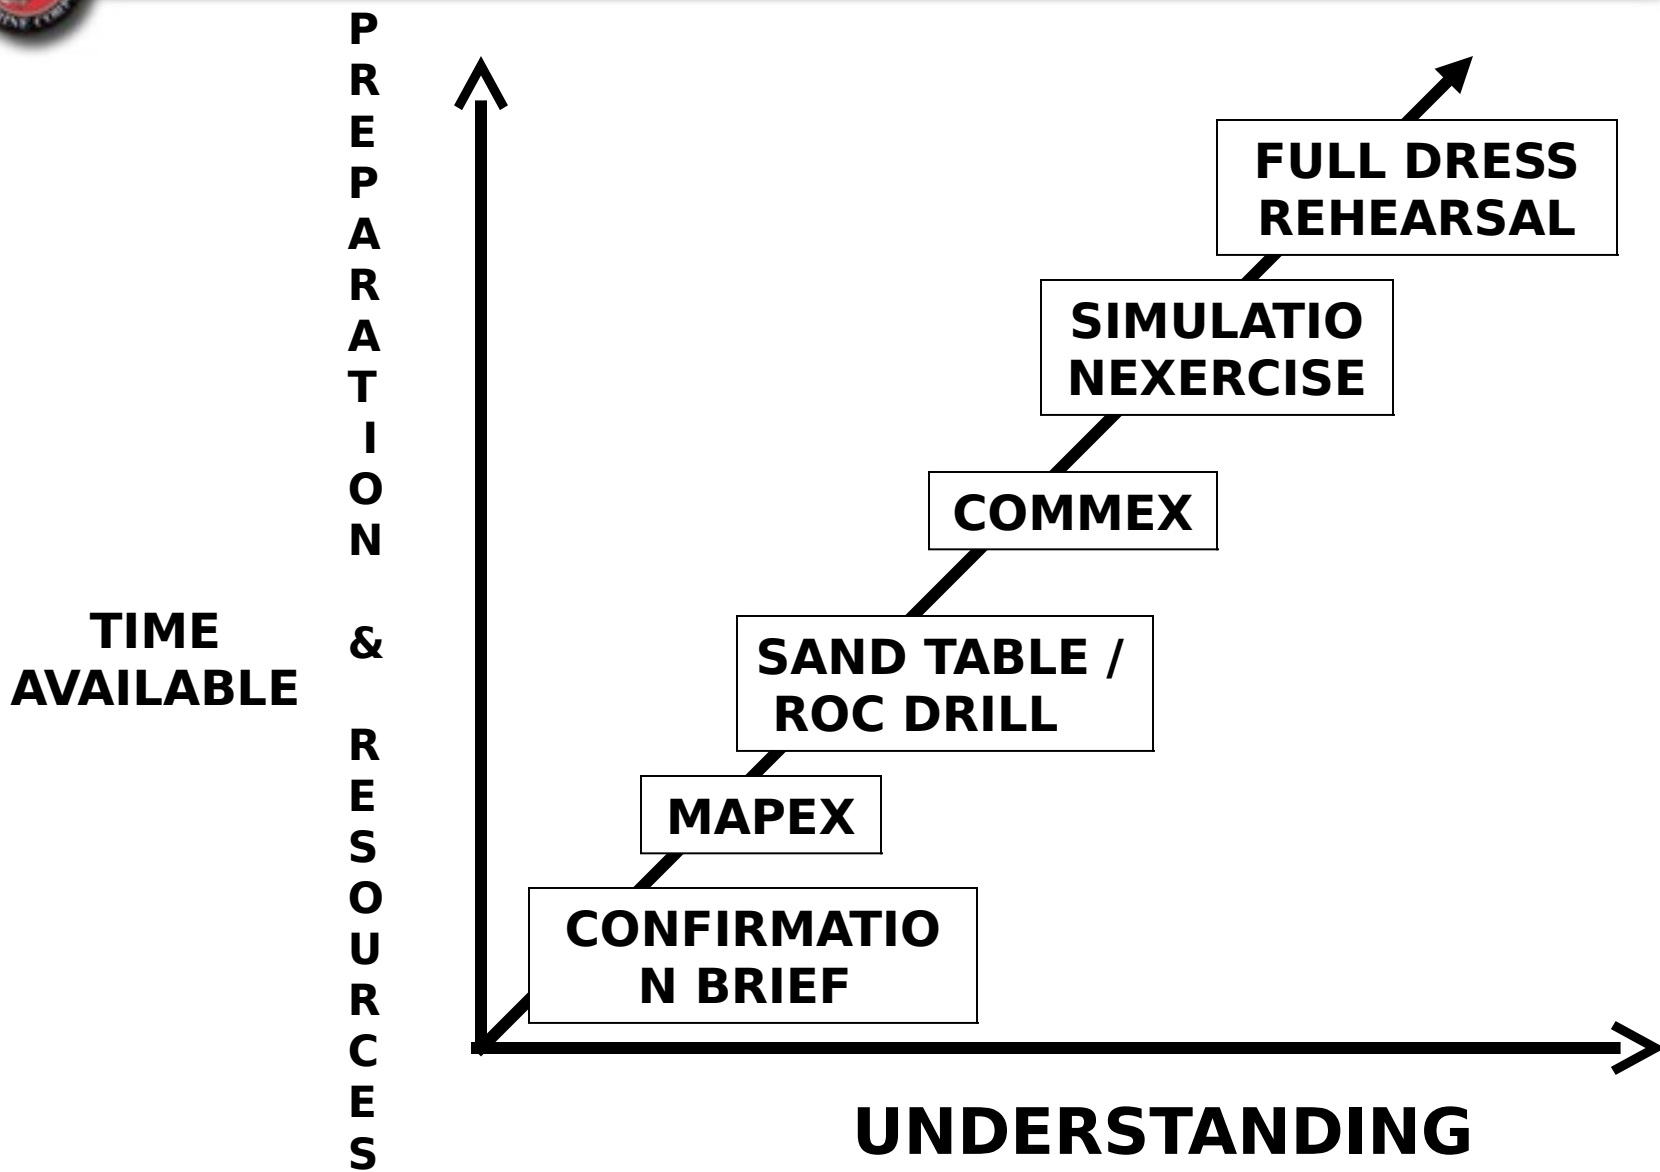 PREPARATION & RESOURCES
FULL DRESS
REHEARSAL
SIMULATIO
NEXERCISE
COMMEX
TIME
AVAILABLE
SAND TABLE /
ROC DRILL
MAPEX
CONFIRMATIO
N BRIEF
UNDERSTANDING